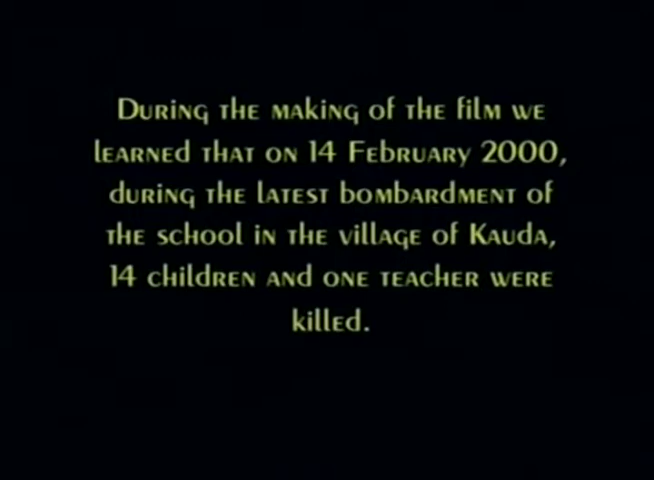 During the making of the film we
learned that on 14 February 2000,
during the latest bombardment of
the school in the village of Kauda,
14 children and one teacher were
killed.